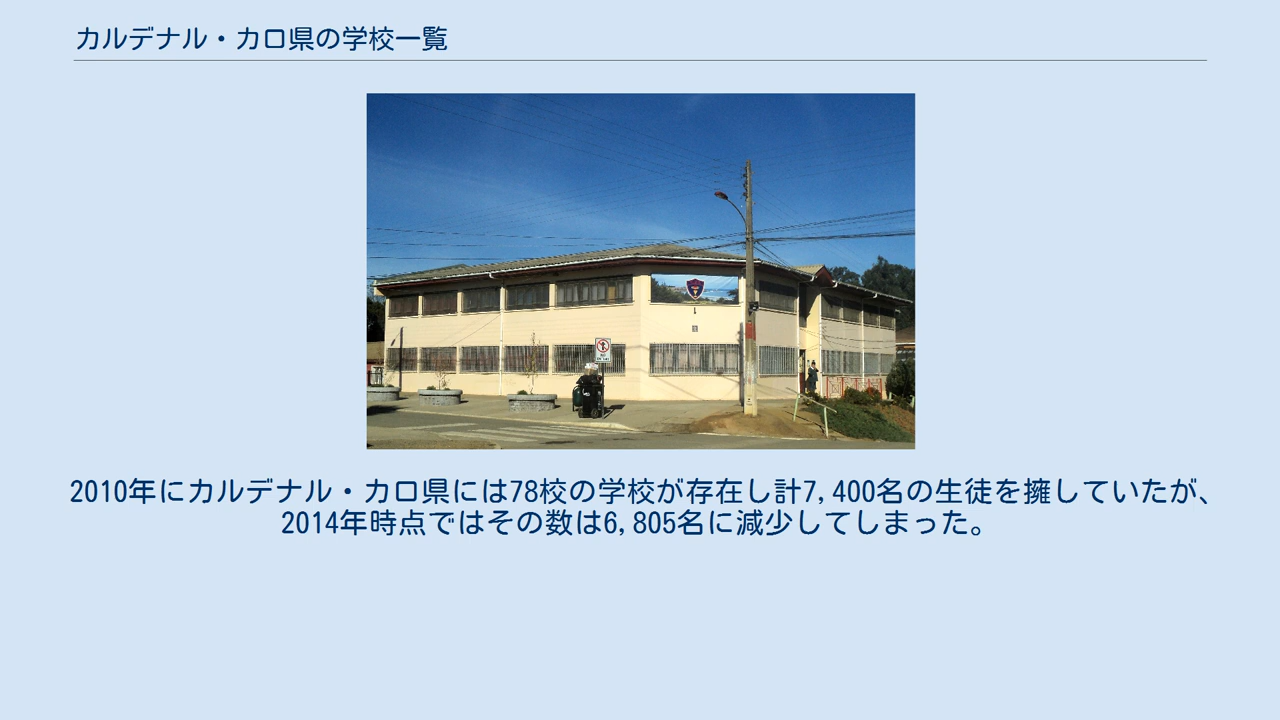 カルデナル・カロ県の学校一覧
2010年にカルデナル・カロ県には78校の学校が存在し計7,400名の生徒を擁していたが、
2014年時点ではその数は6,805名に減少してしまった。